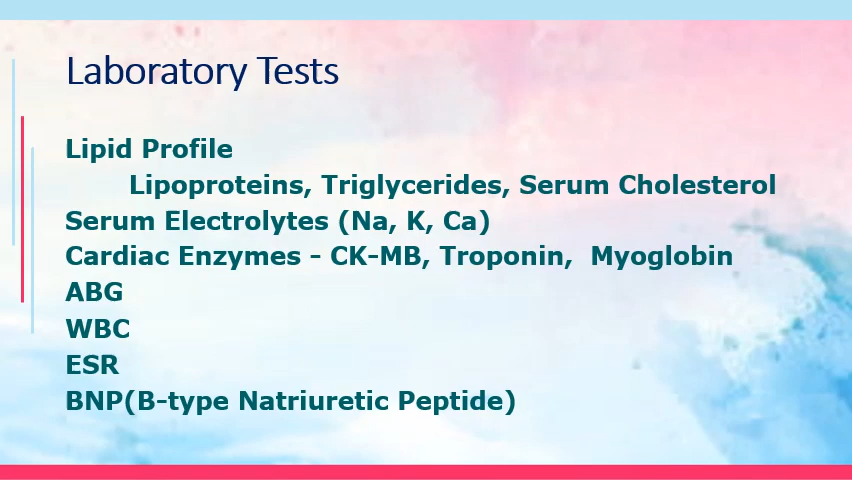 Laboratory Tests
Lipid Profile
Lipoproteins, Triglycerides, Serum Cholesterol
Serum Electrolytes (Na, K, Ca)
Cardiac Enzymes - CK-MB, Troponin,  Myoglobin
ABG
WBC
ESR
BNP(B-type Natriuretic Peptide)